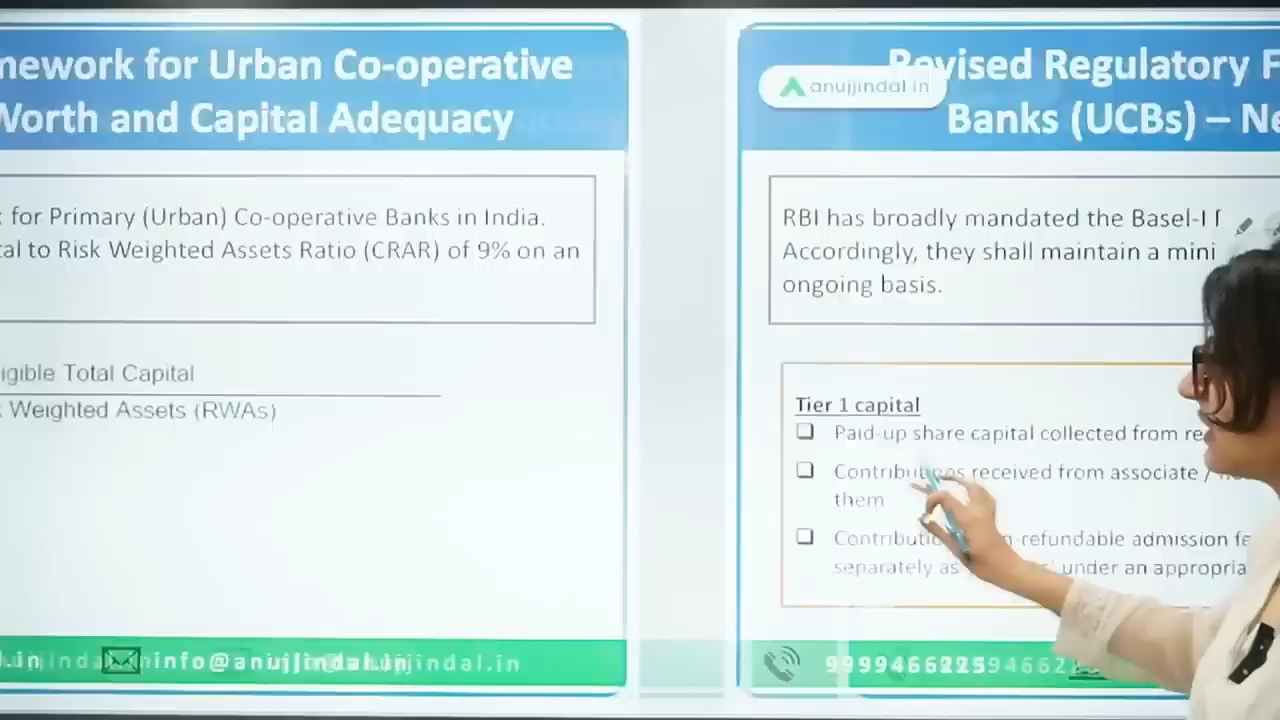 mework for Urban Co-operative
Worth and Capital Adequacy
for Primary (Urban) Co-operative Banks in India.
tal to Risk Weighted Assets Ratio (CRAR) of 9% on an
igible Total Capital
Weighted Assets (RWAs)
info@anujjindal.in
anujjindal.in
Revised Regulatory F
Banks (UCBs) – Ne
RBI has broadly mandated the Basel-I f
Accordingly, they shall maintain a mini
ongoing basis.
Tier 1 capital
Paid-up share capital collected from re
Contributions received from associate /
them
refundable admission fe
separately as under an appropria